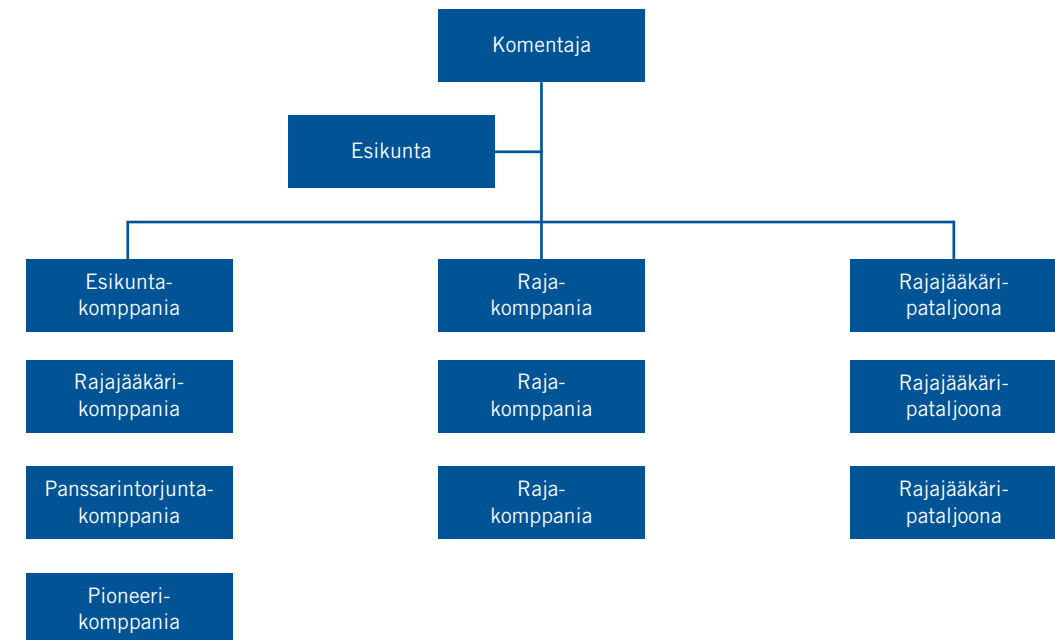 Komentaja
Esikunta
Esikunta-
komppania
Raja-
komppania
Rajajääkäri-
pataljoona
Rajajääkäri-
komppania
Raja-
komppania
Rajajääkäri-
pataljoona
Panssarintorjunta-
komppania
Raja-
komppania
Rajajääkäri-
pataljoona
Pioneeri-
komppania